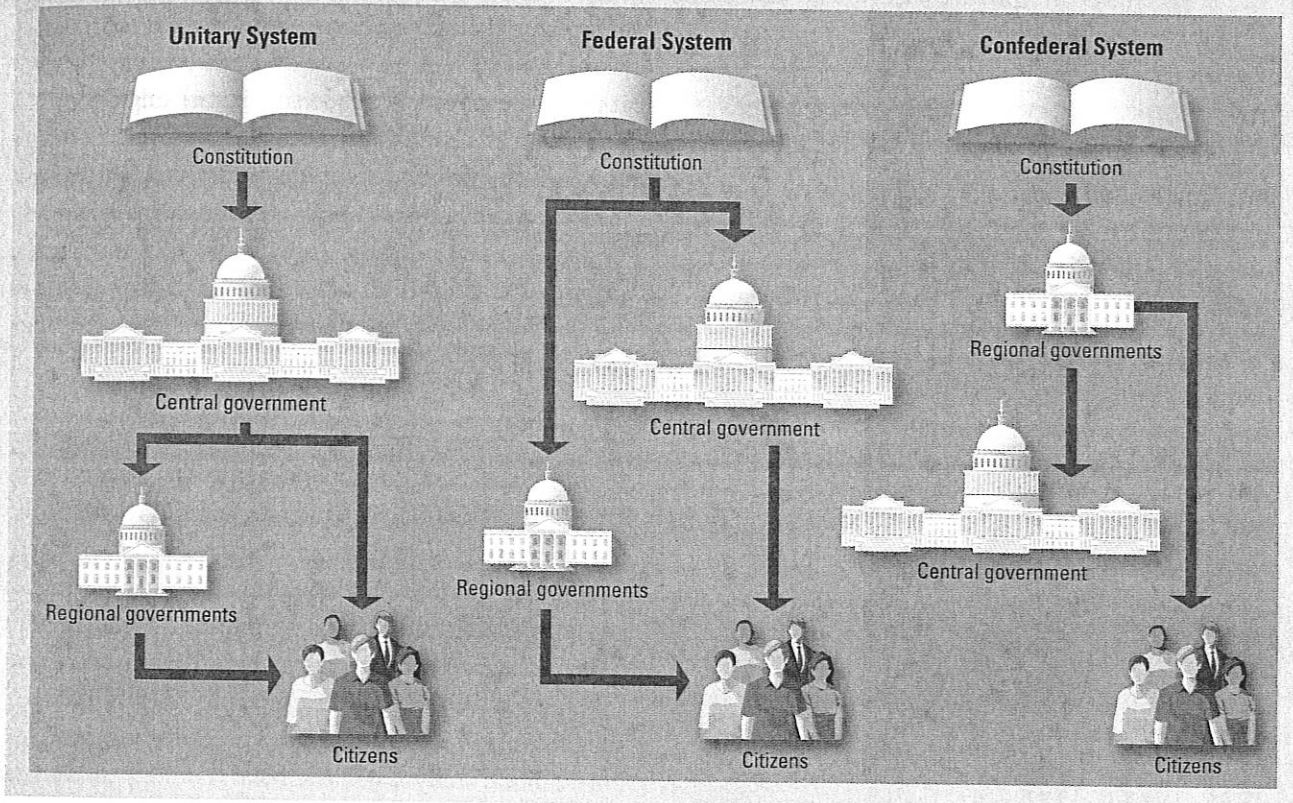 Unitary System
Constitution
Central government
Regional governments
Citizens
Federal System
Constitution
Central government
Regional governments
Citizens
Confederal System
Constitution
Regional governments
Central government
Citizens